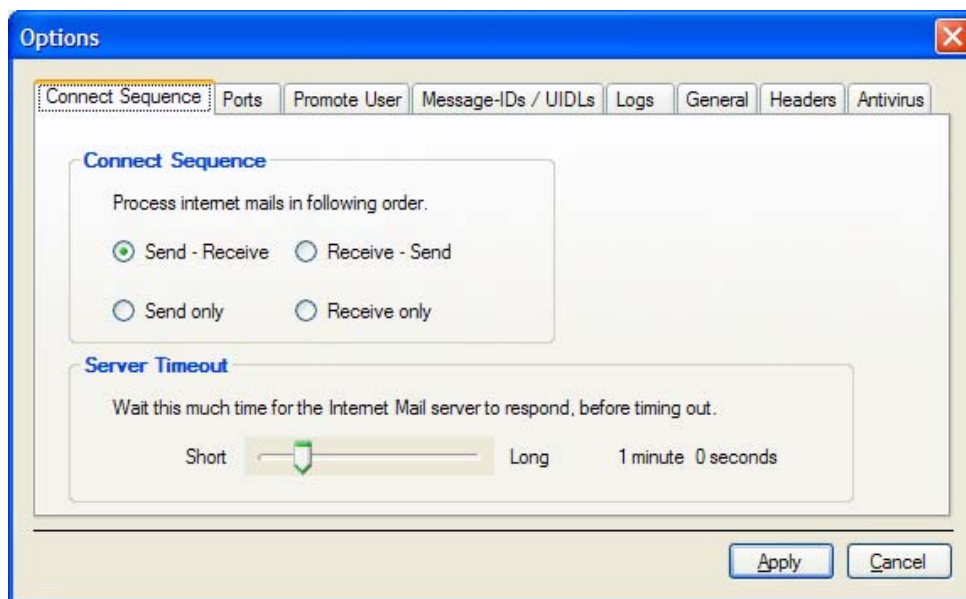 Options
Connect Sequence Ports Promote User Message-IDs / UIDLs Logs General Headers Antivirus
Connect Sequence
Process internet mails in following order.
Send - Receive Receive - Send
Send only Receive only
Server Timeout
Wait this much time for the Internet Mail server to respond, before timing out.
Short Long 1 minute 0 seconds
Apply Cancel